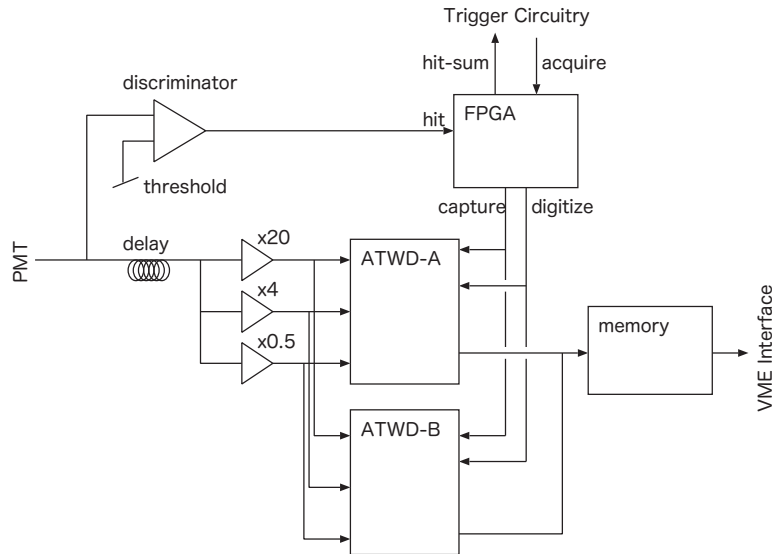 Trigger Circuitry
hit-sum
acquire
discriminator
FPGA
hit
threshold
capture
digitize
PMT
delay
x20
ATWD-A
x4
x0.5
memory
VME Interface
ATWD-B